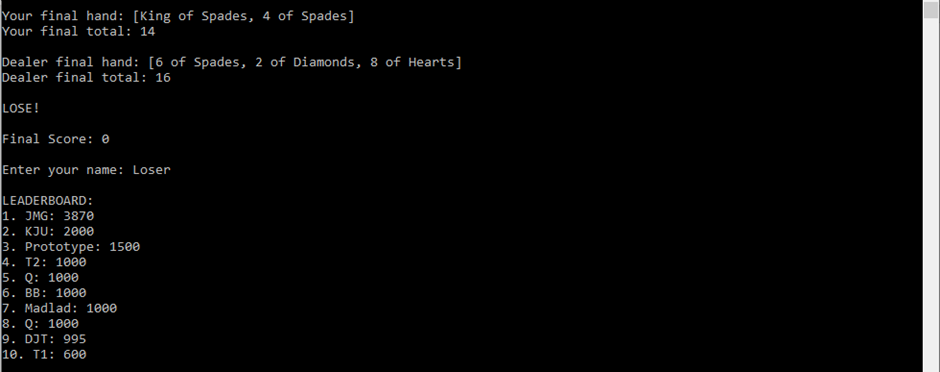 Your final hand: [King of Spades, 4 of Spades]
Your final total: 14
Dealer final hand: [6 of Spades, 2 of Diamonds, 8 of Hearts]
Dealer final total: 16
LOSE!
Final Score: 0
Enter your name: Loser
LEADERBOARD:
1. JMG: 3870
2. KJU: 2000
3. Prototype: 1500
4. T2: 1000
5. Q: 1000
6. BB: 1000
7. Madlad: 1000
8. Q: 1000
9. DJT: 995
10. T1: 600